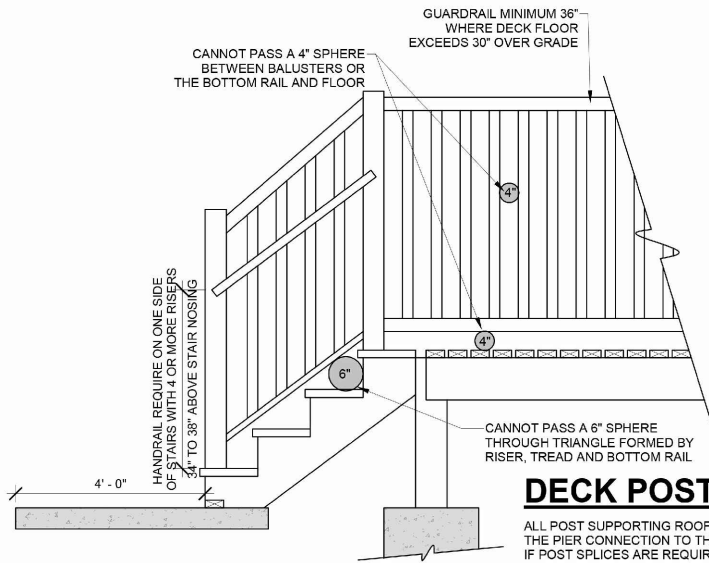 GUARDRAIL MINIMUM 36"
WHERE DECK FLOOR
EXCEEDS 30" OVER GRADE
CANNOT PASS A 4" SPHERE
BETWEEN BALUSTERS OR
THE BOTTOM RAIL AND FLOOR
4"
4"
6"
HANDRAIL REQUIRE ON ONE SIDE
OF STAIRS WITH 4 OR MORE RISERS
34" TO 38" ABOVE STAIR NOSING
CANNOT PASS A 6" SPHERE
THROUGH TRIANGLE FORMED BY
RISER, TREAD AND BOTTOM RAIL
4' - 0"
DECK POST
ALL POST SUPPORTING ROOF
THE PIER CONNECTION TO TH
IF POST SPLICES ARE REQUIR